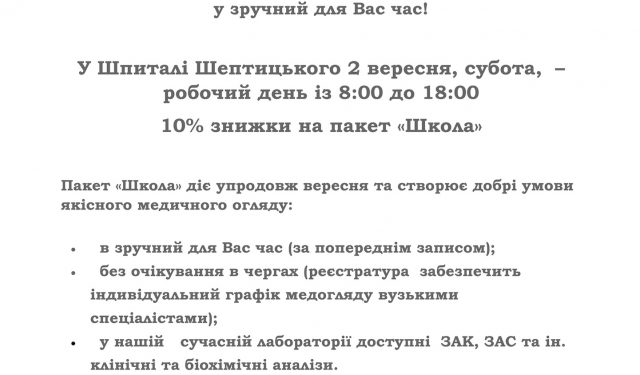 у зручний для Вас час!
У Шпиталі Шептицького 2 вересня, субота, –
робочий день із 8:00 до 18:00
10% знижки на пакет «Школа»
Пакет «Школа» діє упродовж вересня та створює добрі умови
якісного медичного огляду:
• в зручний для Вас час (за попереднім записом);
• без очікування в чергах (реєстратура забезпечить
індивідуальний графік медогляду вузькими
спеціалістами);
• у нашій сучасній лабораторії доступні ЗАК, ЗАС та ін.
клінічні та біохімічні аналізи.